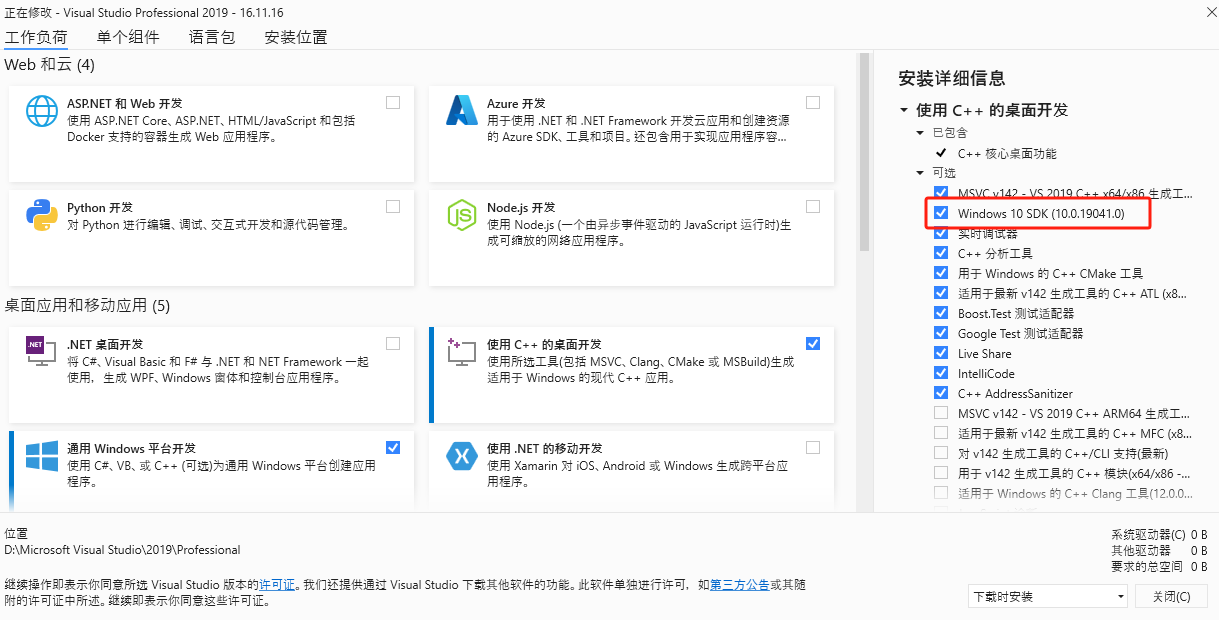 正在修改 - Visual Studio Professional 2019 - 16.11.16
工作负荷 单个组件 语言包 安装位置
Web 和云 (4)
ASP.NET 和 Web 开发
使用 ASP.NET Core、ASP.NET、HTML/JavaScript 和包括
Docker 支持的容器生成 Web 应用程序。
Azure 开发
用于使用 .NET 和 .NET Framework 开发云应用和创建资源
的 Azure SDK、工具和项目。还包含用于实现应用程序容...
Python 开发
对 Python 进行编辑、调试、交互式开发和源代码管理。
Node.js 开发
使用 Node.js (一个由异步事件驱动的 JavaScript 运行时)生
成可缩放的网络应用程序。
桌面应用和移动应用 (5)
.NET
.NET 桌面开发
将 C#、Visual Basic 和 F# 与 .NET 和 NET Framework 一起
使用，生成 WPF、Windows 窗体和控制台应用程序。
使用 C++ 的桌面开发
使用所选工具(包括 MSVC、Clang、CMake 或 MSBuild)生成
适用于 Windows 的现代 C++ 应用。
通用 Windows 平台开发
使用 C#、VB、或 C++ (可选)为通用 Windows 平台创建应用
程序。
使用 .NET 的移动开发
使用 Xamarin 对 iOS、Android 或 Windows 生成跨平台应
用程序。
安装详细信息
使用 C++ 的桌面开发
已包含
C++ 核心桌面功能
可选
MSVC v142 - VS 2019 C++ x64/x86 生成工...
Windows 10 SDK (10.0.19041.0)
实时调试器
C++ 分析工具
用于 Windows 的 C++ CMake 工具
适用于最新 v142 生成工具的 C++ ATL (x8...
Boost.Test 测试适配器
Google Test 测试适配器
Live Share
IntelliCode
C++ AddressSanitizer
MSVC v142 - VS 2019 C++ ARM64 生成工...
适用于最新 v142 生成工具的 C++ MFC (x8...
对 v142 生成工具的 C++/CLI 支持(最新)
用于 v142 生成工具的 C++ 模块(x64/x86 -...
适用于 Windows 的 C++ Clang 工具(12.0.0...
位置
D:\Microsoft Visual Studio\2019\Professional
继续操作即表示你同意所选 Visual Studio 版本的许可证。我们还提供通过 Visual Studio 下载其他软件的功能。此软件单独进行许可，如第三方公告或其随
附的许可证中所述。继续即表示你同意这些许可证。
系统驱动器(C) 0 B
其他驱动器 0 B
要求的总空间 0 B
下载时安装
关闭(C)